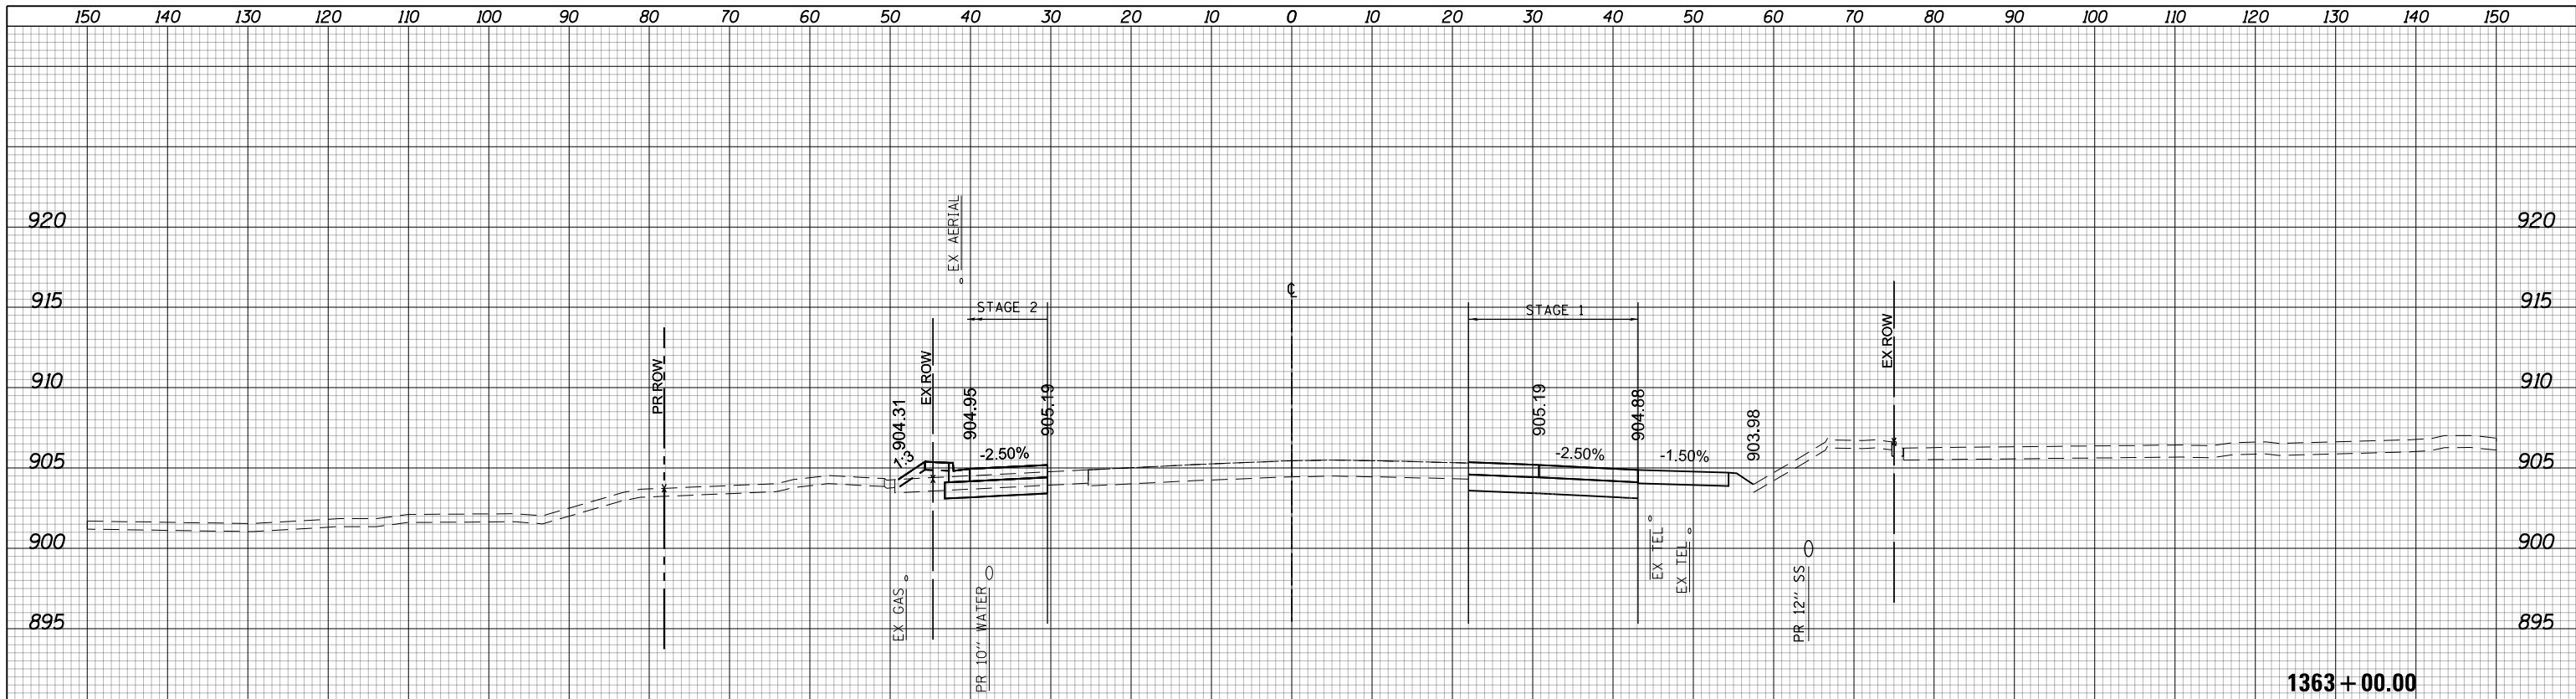 150 140 130 120 110 100 90 80 70 60 50 40 30 20 10 0 10 20 30 40 50 60 70 80 90 100 110 120 130 140 150
920 920
EX AERIAL
915 915
℄
STAGE 2
STAGE 1
EX ROW
PR ROW
EX ROW
910 910
904.31
904.95
905.19
905.19
904.88
903.98
1:3
-2.50%
-2.50%
-1.50%
905 905
900 900
EX TEL
EX TEL
EX GAS
PR 10" WATER
PR 12" SS
895 895
1363+00.00